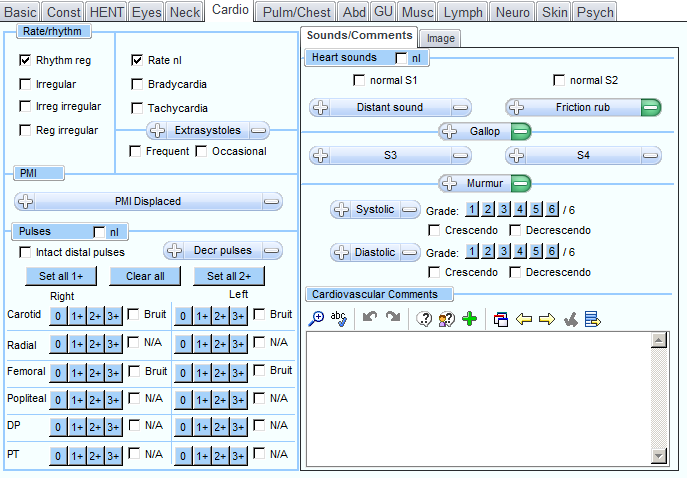 Basic Const HENT Eyes Neck Cardio Pulm/Chest Abd GU Musc Lymph Neuro Skin Psych
Rate/rhythm
Rhythm reg Rate nl
Irregular Bradycardia
Irreg irregular Tachycardia
Reg irregular Extrasystoles
Frequent Occasional
PMI
PMI Displaced
Pulses nl
Intact distal pulses Decr pulses
Set all 1+ Clear all Set all 2+
Right Left
Carotid 0 1+ 2+ 3+ Bruit 0 1+ 2+ 3+ Bruit
Radial 0 1+ 2+ 3+ N/A 0 1+ 2+ 3+ N/A
Femoral 0 1+ 2+ 3+ Bruit 0 1+ 2+ 3+ Bruit
Popliteal 0 1+ 2+ 3+ N/A 0 1+ 2+ 3+ N/A
DP 0 1+ 2+ 3+ N/A 0 1+ 2+ 3+ N/A
PT 0 1+ 2+ 3+ N/A 0 1+ 2+ 3+ N/A
Sounds/Comments Image
Heart sounds nl
normal S1 normal S2
Distant sound Friction rub
Gallop
S3 S4
Murmur
Systolic Grade: 1 2 3 4 5 6 / 6
Crescendo Decrescendo
Diastolic Grade: 1 2 3 4 5 6 / 6
Crescendo Decrescendo
Cardiovascular Comments
abc